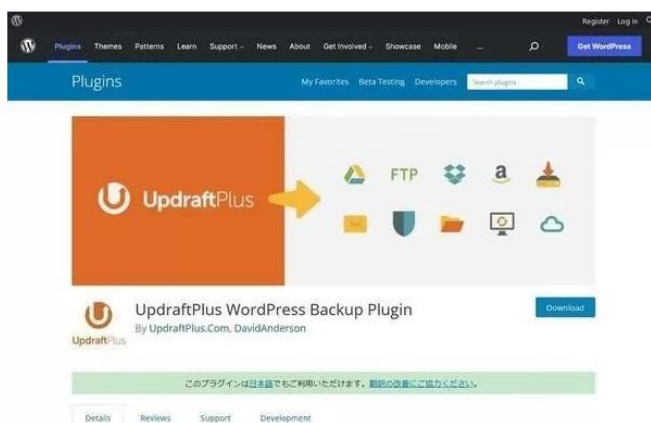 Register Log In
Plugins Themes Patterns Learn Support News About Get Involved Showcase Mobile ... Get WordPress
Plugins My Favorites Beta Testing Developers Search plugins
UpdraftPlus
FTP
a
UpdraftPlus WordPress Backup Plugin
Download
By UpdraftPlus.Com, DavidAnderson
UpdraftPlus
このプラグインは日本語でもご利用いただけます。翻訳の改善にご協力ください。
Details Reviews Support Development